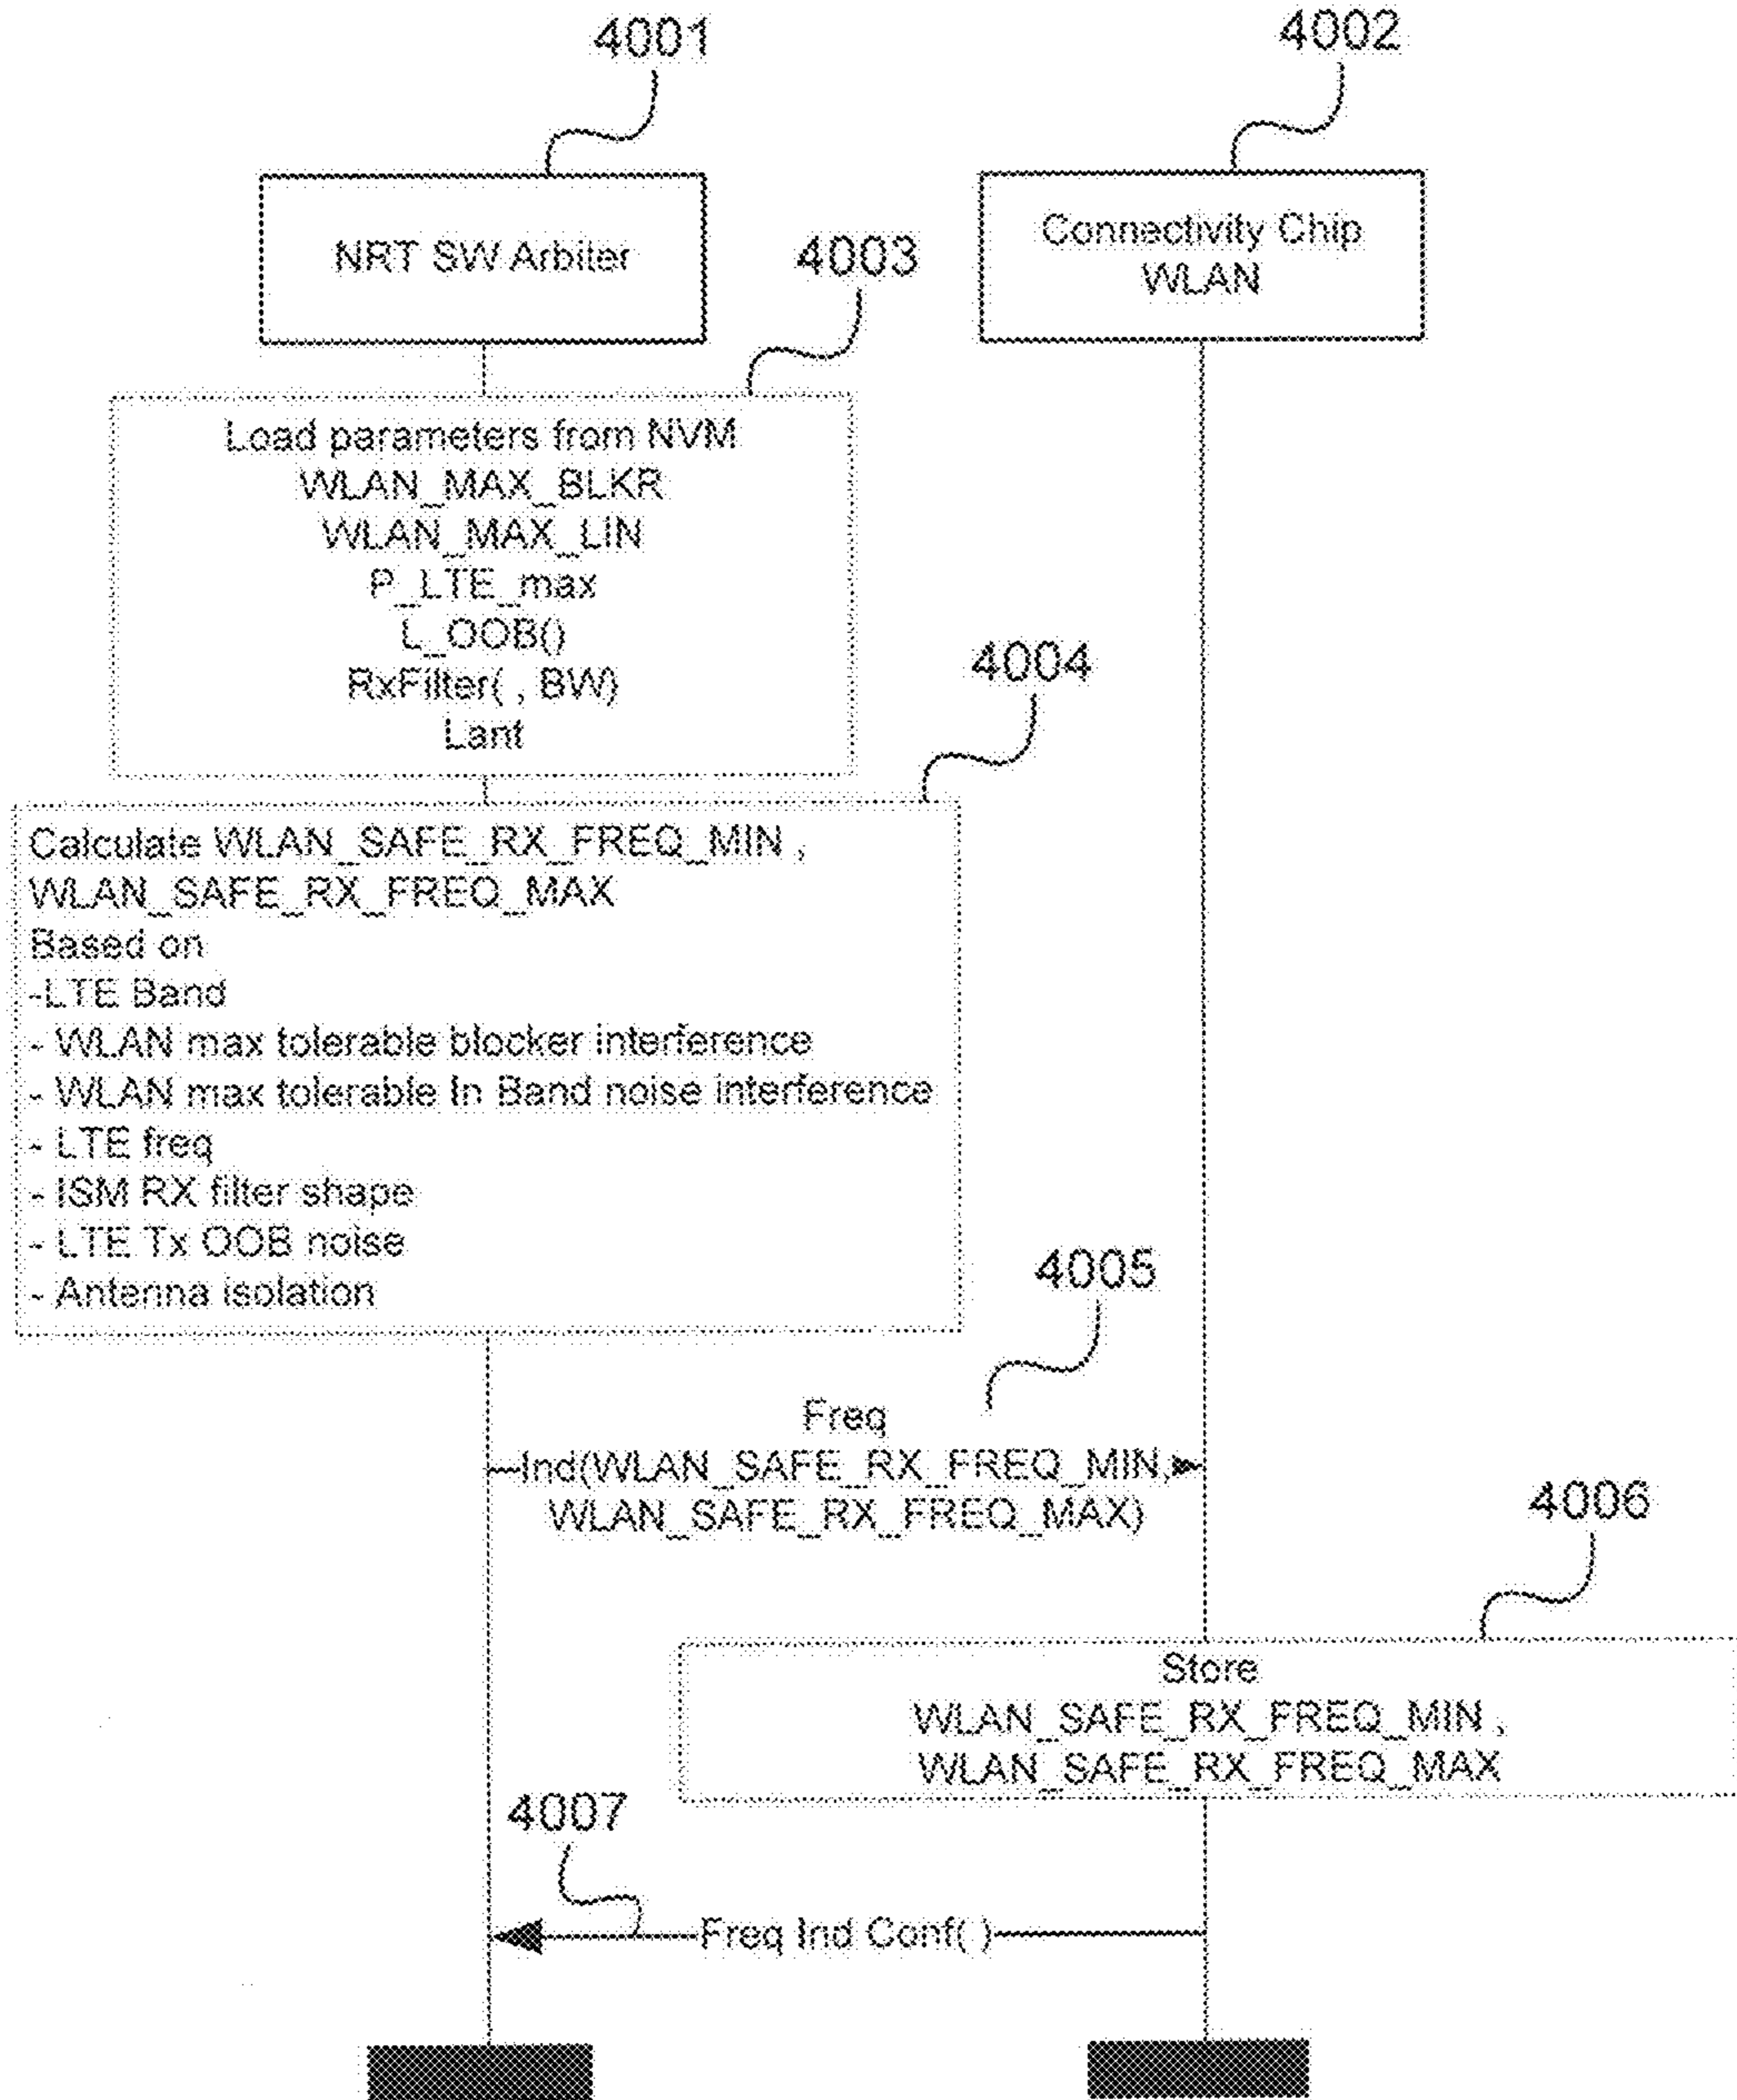 4001
4002
NRT SW Arbiter
4003
Connectivity Chip
WLAN
Load parameters from NVM
WLAN_MAX_BLKR
WLAN_MAX_LIN
P_LTE_max
L_OOB()
RxFilter( , BW)
Lant
4004
Calculate WLAN_SAFE_RX_FREQ_MIN ,
WLAN_SAFE_RX_FREQ_MAX
Based on
-LTE Band
- WLAN max tolerable blocker interference
- WLAN max tolerable In Band noise interference
- LTE freq
- ISM RX filter shape
- LTE Tx OOB noise
- Antenna isolation
4005
Freq
Ind(WLAN_SAFE_RX_FREQ_MIN,
WLAN_SAFE_RX_FREQ_MAX)
4006
Store
WLAN_SAFE_RX_FREQ_MIN ,
WLAN_SAFE_RX_FREQ_MAX
4007
Freq Ind Conf( )